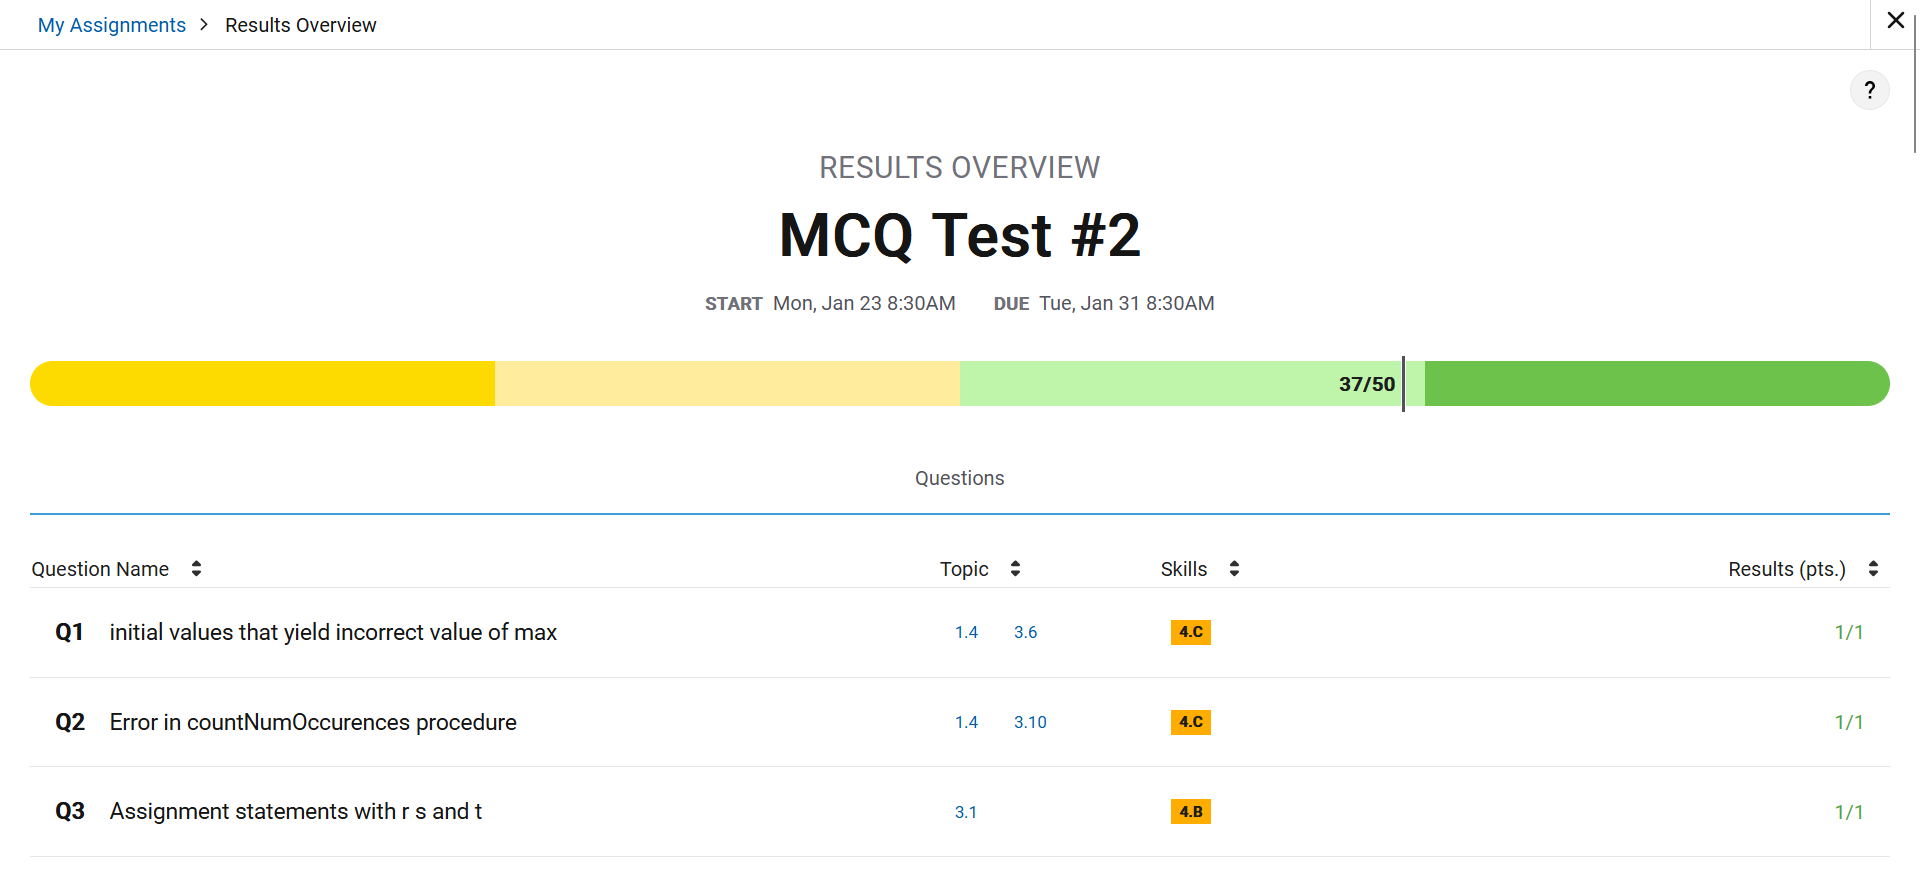 My Assignments > Results Overview
?
RESULTS OVERVIEW
MCQ Test #2
START Mon, Jan 23 8:30AM DUE Tue, Jan 31 8:30AM
37/50
Questions
Question Name Topic Skills Results (pts.)
Q1 initial values that yield incorrect value of max 1.4 3.6 4.C 1/1
Q2 Error in countNumOccurences procedure 1.4 3.10 4.C 1/1
Q3 Assignment statements with r s and t 3.1 4.B 1/1